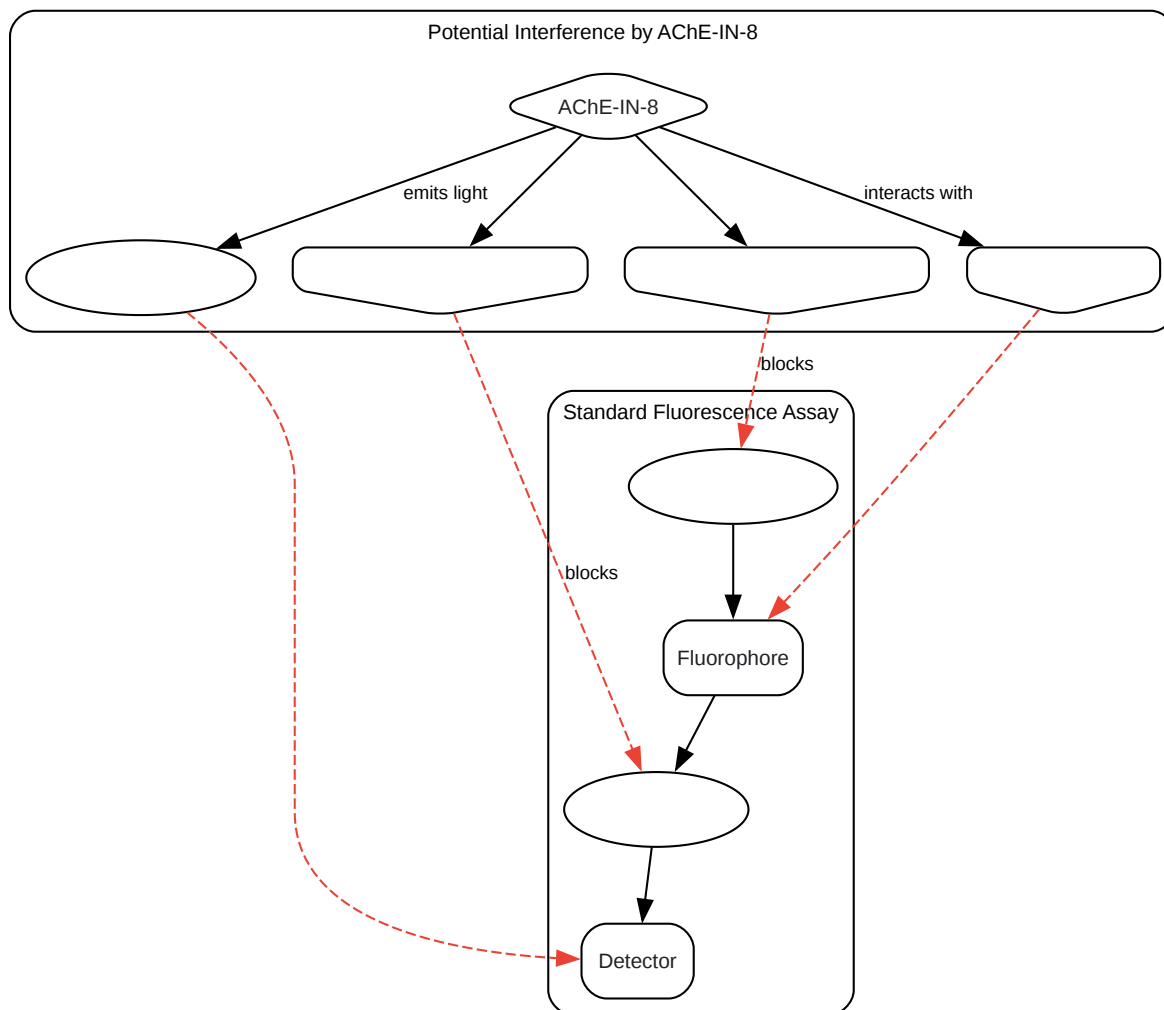 Potential Interference by AChE-IN-8
AChE-IN-8
emits light
interacts with
blocks
Standard Fluorescence Assay
blocks
Fluorophore
Detector